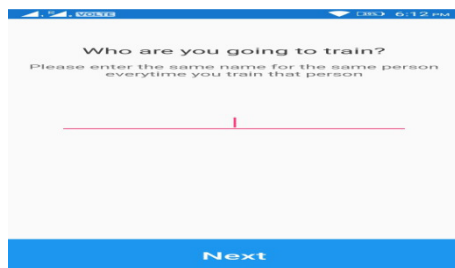 VOLTE 6:12 PM
Who are you going to train?
Please enter the same name for the same person
everytime you train that person
Next